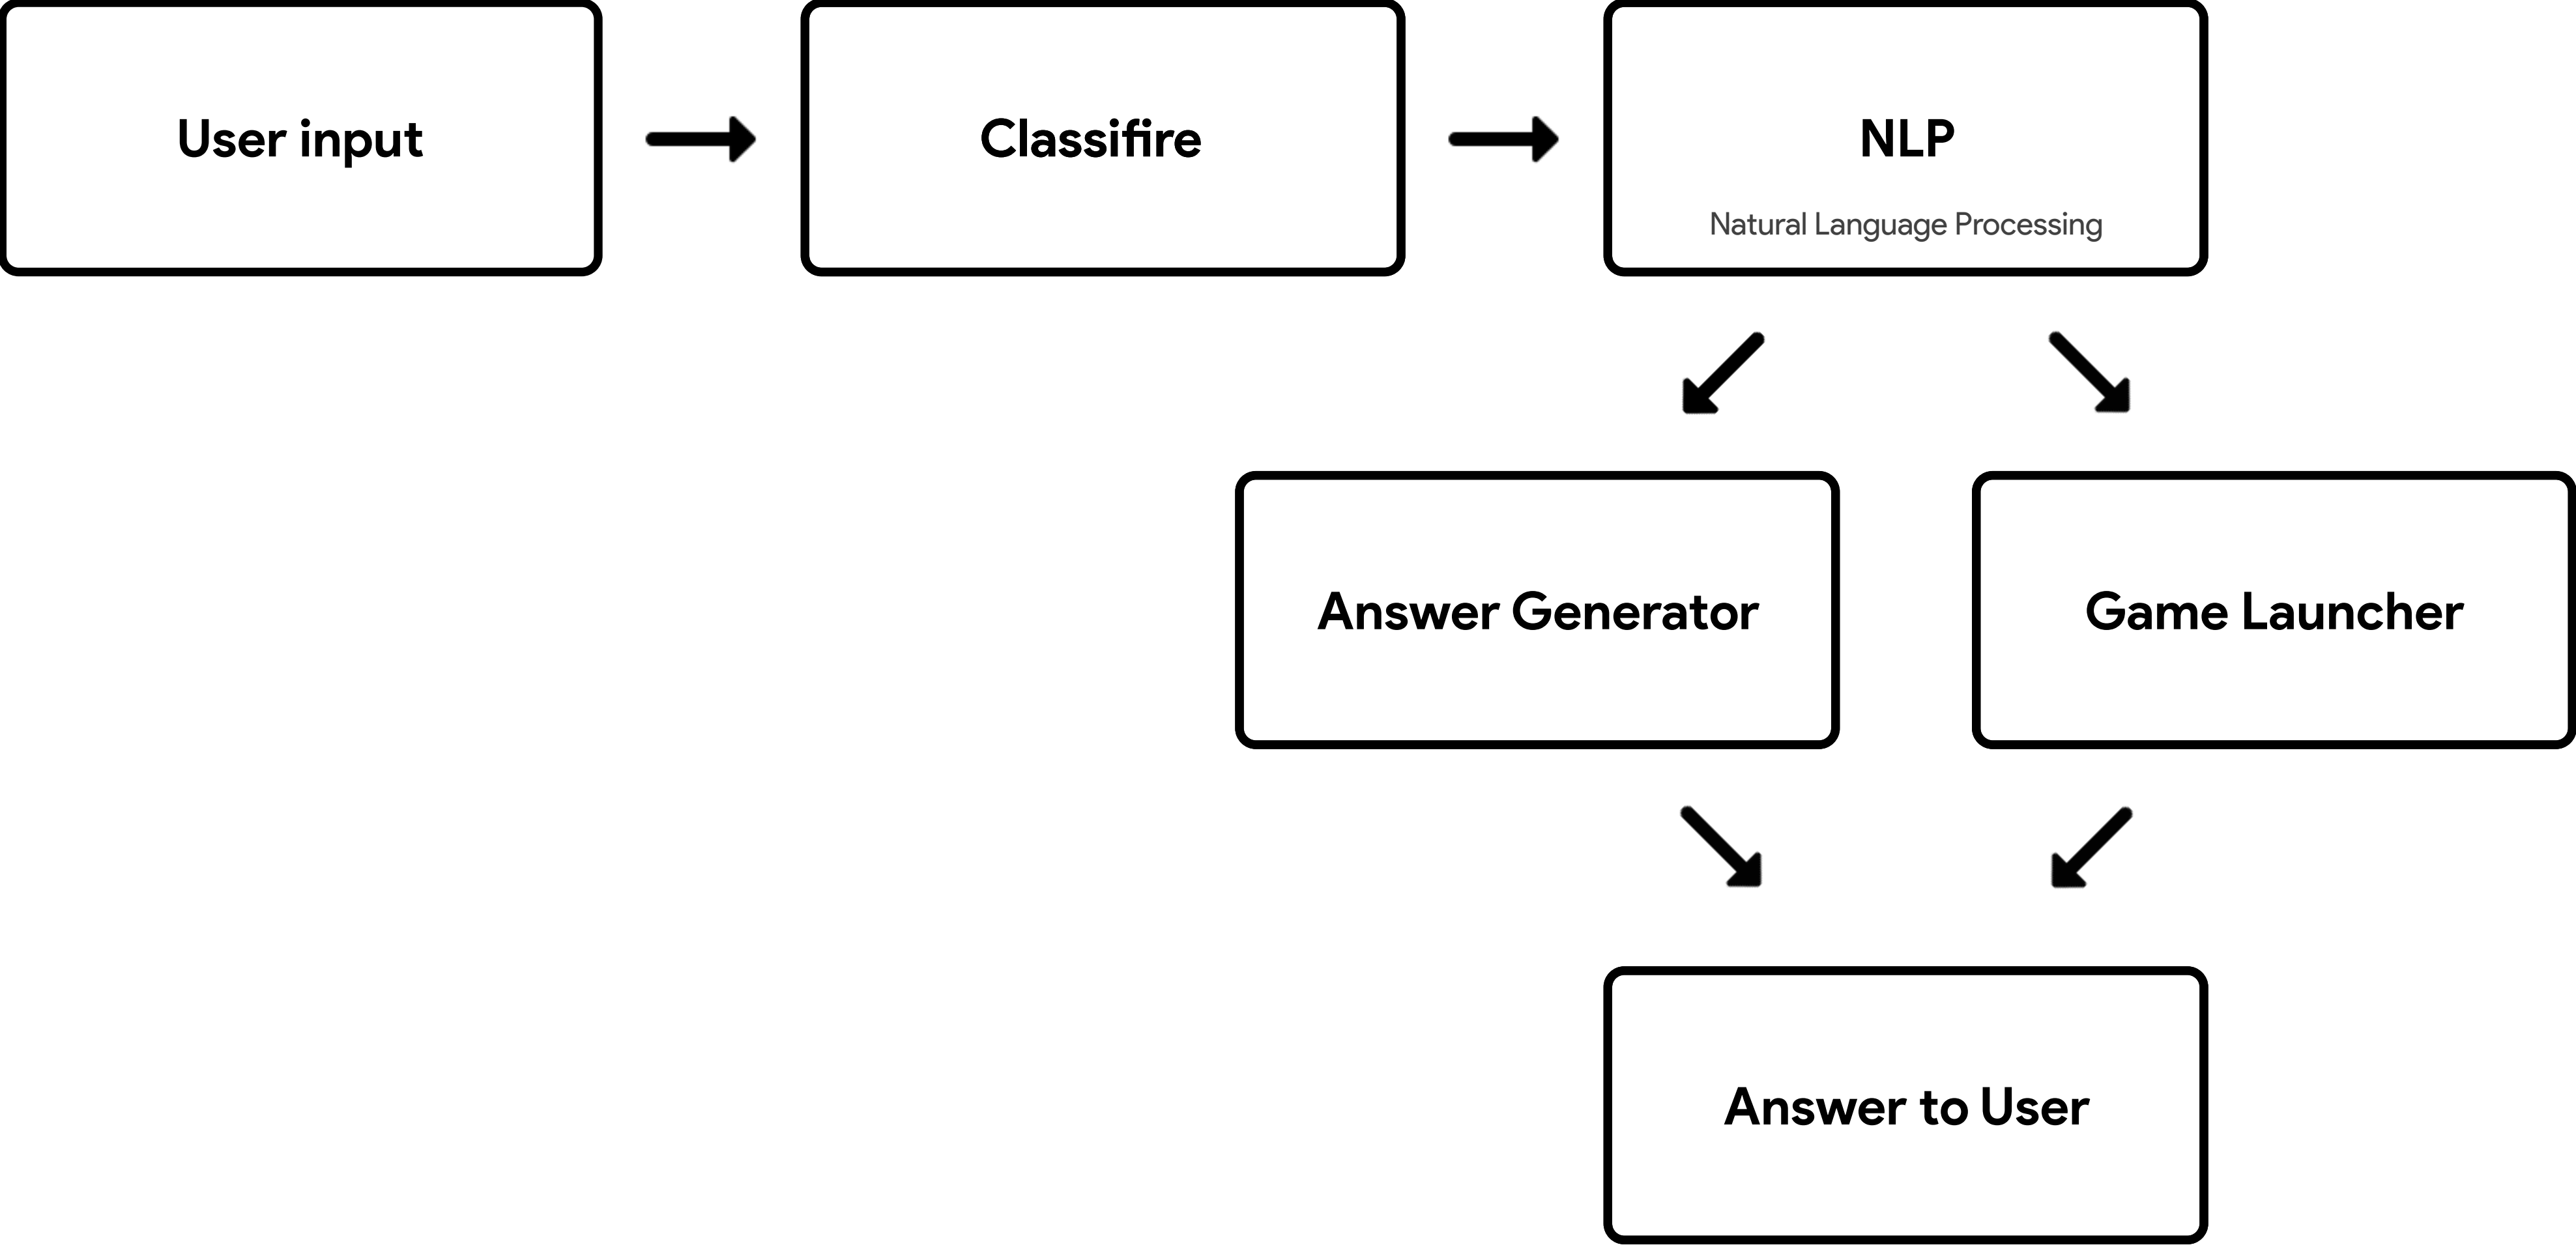 User input
Classifire
NLP
Natural Language Processing
Answer Generator
Game Launcher
Answer to User